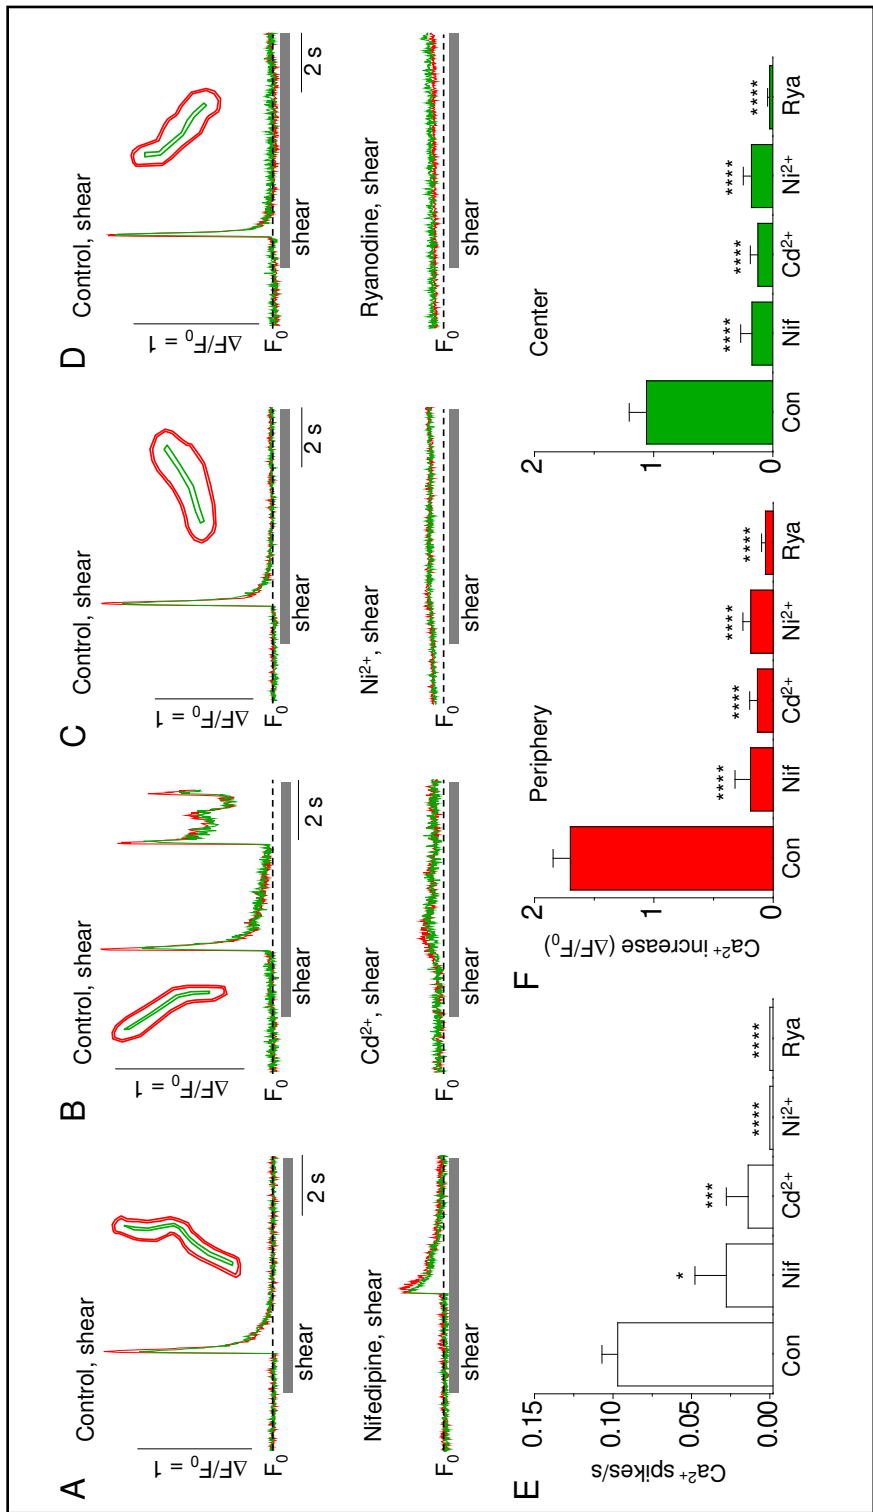 A
Control, shear
ΔF/F0 = 1
F0
shear
2 s
Nifedipine, shear
F0
shear
B
Control, shear
ΔF/F0 = 1
F0
shear
2 s
Cd2+, shear
F0
shear
C
Control, shear
ΔF/F0 = 1
F0
shear
2 s
Ni2+, shear
F0
shear
D
Control, shear
ΔF/F0 = 1
F0
shear
2 s
Ryanodine, shear
F0
shear
E
Ca2+ spikes/s
0.15
0.10
0.05
0.00
* *** **** ****
Con Nif Cd2+ Ni2+ Rya
F
Ca2+ increase (ΔF/F0)
Periphery
2
1
0
**** **** **** ****
Con Nif Cd2+ Ni2+ Rya
Center
2
1
0
**** **** **** ****
Con Nif Cd2+ Ni2+ Rya